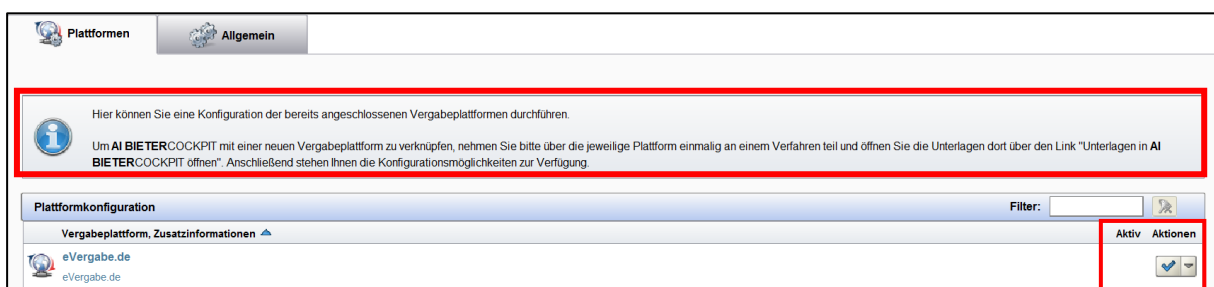 Plattformen
Allgemein
Hier können Sie eine Konfiguration der bereits angeschlossenen Vergabeplattformen durchführen.
Um AI BIETERCOCKPIT mit einer neuen Vergabeplattform zu verknüpfen, nehmen Sie bitte über die jeweilige Plattform einmalig an einem Verfahren teil und öffnen Sie die Unterlagen dort über den Link "Unterlagen in AI
BIETERCOCKPIT öffnen". Anschließend stehen Ihnen die Konfigurationsmöglichkeiten zur Verfügung.
Plattformkonfiguration Filter:
Vergabeplattform, Zusatzinformationen Aktiv Aktionen
eVergabe.de
eVergabe.de